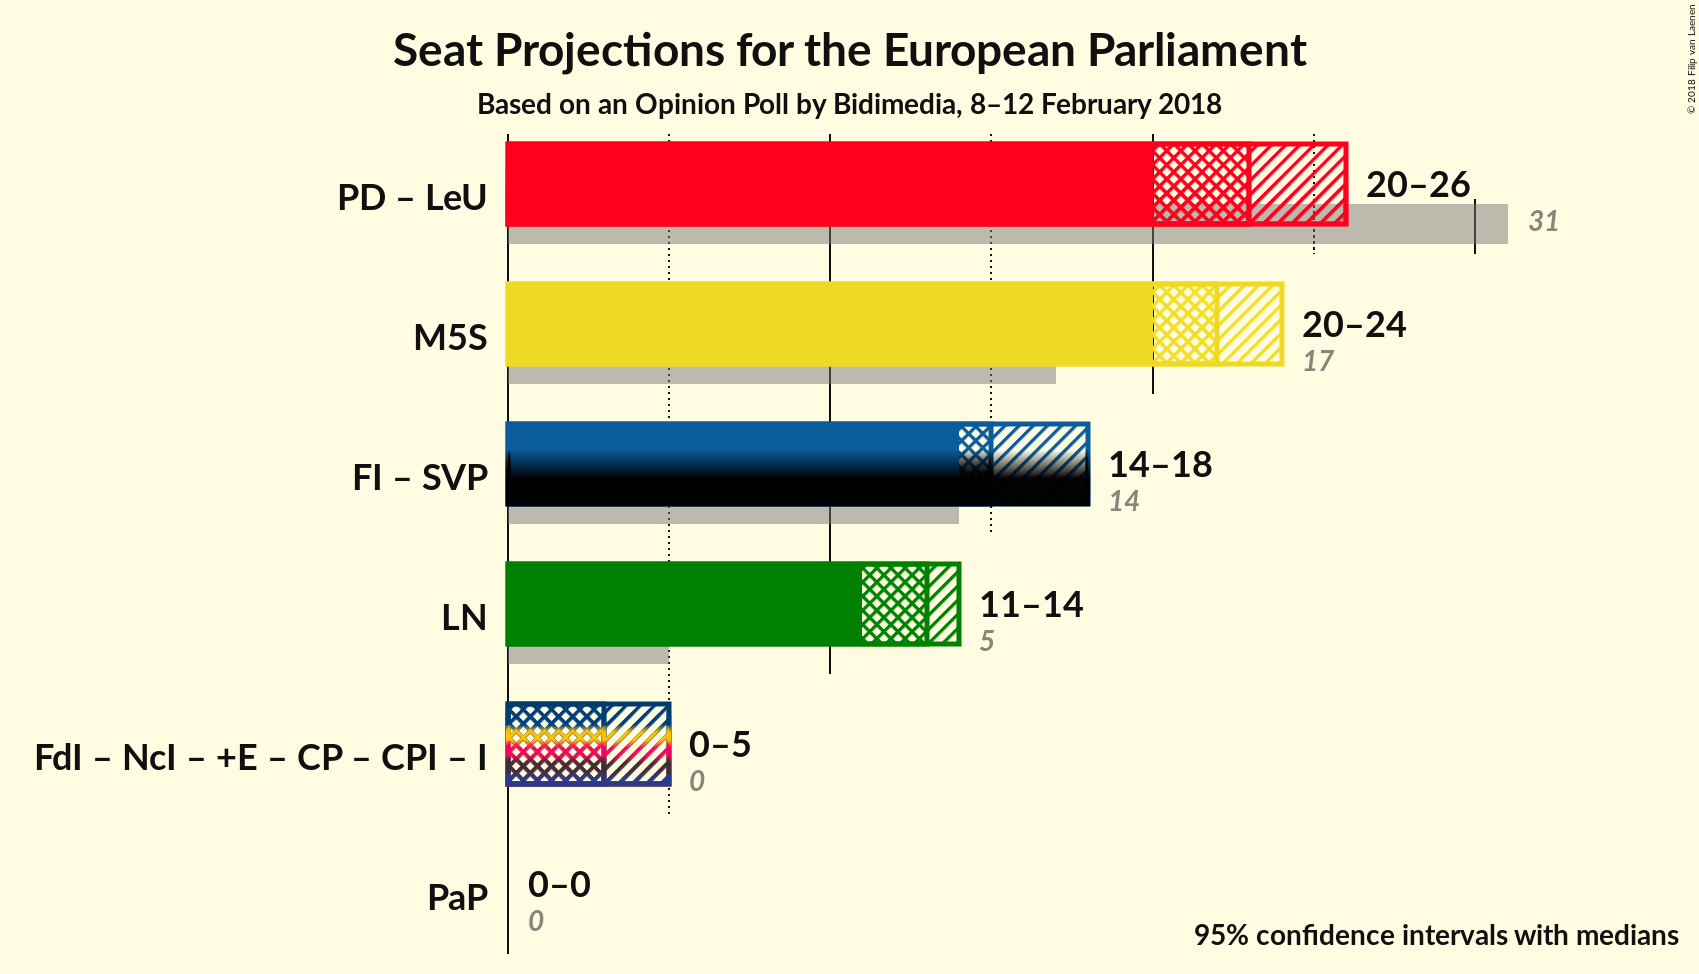 Seat Projections for the European Parliament
Based on an Opinion Poll by Bidimedia, 8–12 February 2018
© 2018 Filip van Laenen
PD – LeU
20–26
31
M5S
20–24
17
FI – SVP
14–18
14
LN
11–14
5
FdI – NcI – +E – CP – CPI – I
0–5
0
PaP
0–0
0
95% confidence intervals with medians